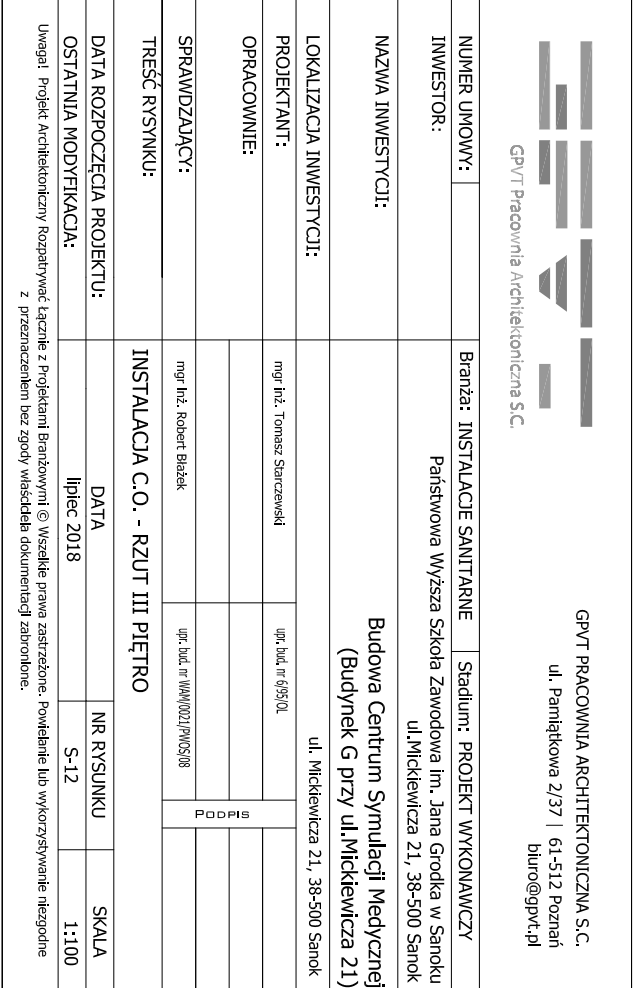 GPVT Pracownia Architektoniczna S.C.
GPVT PRACOWNIA ARCHITEKTONICZNA S.C.
ul. Pamiątkowa 2/37 | 61-512 Poznań
biuro@gpvt.pl
NUMER UMOWY:
Branża: INSTALACJE SANITARNE
Stadium: PROJEKT WYKONAWCZY
INWESTOR:
Państwowa Wyższa Szkoła Zawodowa im. Jana Grodka w Sanoku
ul.Mickiewicza 21, 38-500 Sanok
NAZWA INWESTYCJI:
Budowa Centrum Symulacji Medycznej
(Budynek G przy ul.Mickiewicza 21)
LOKALIZACJA INWESTYCJI:
ul. Mickiewicza 21, 38-500 Sanok
PROJEKTANT:
mgr inż. Tomasz Starczewski
upr. bud. nr 6/95/OL
OPRACOWNIE:
PODPIS
SPRAWDZAJĄCY:
mgr inż. Robert Błażek
upr. bud. nr WAM/0021/PWOS/08
TREŚĆ RYSYNKU:
INSTALACJA C.O. - RZUT III PIĘTRO
DATA ROZPOCZĘCIA PROJEKTU:
DATA
NR RYSUNKU
SKALA
OSTATNIA MODYFIKACJA:
lipiec 2018
S-12
1:100
Uwaga! Projekt Architektoniczny Rozpatrywać Łącznie z Projektami Branżowymi © Wszelkie prawa zastrzeżone. Powielanie lub wykorzystywanie niezgodne
z przeznaczeniem bez zgody właściciela dokumentacji zabronione.